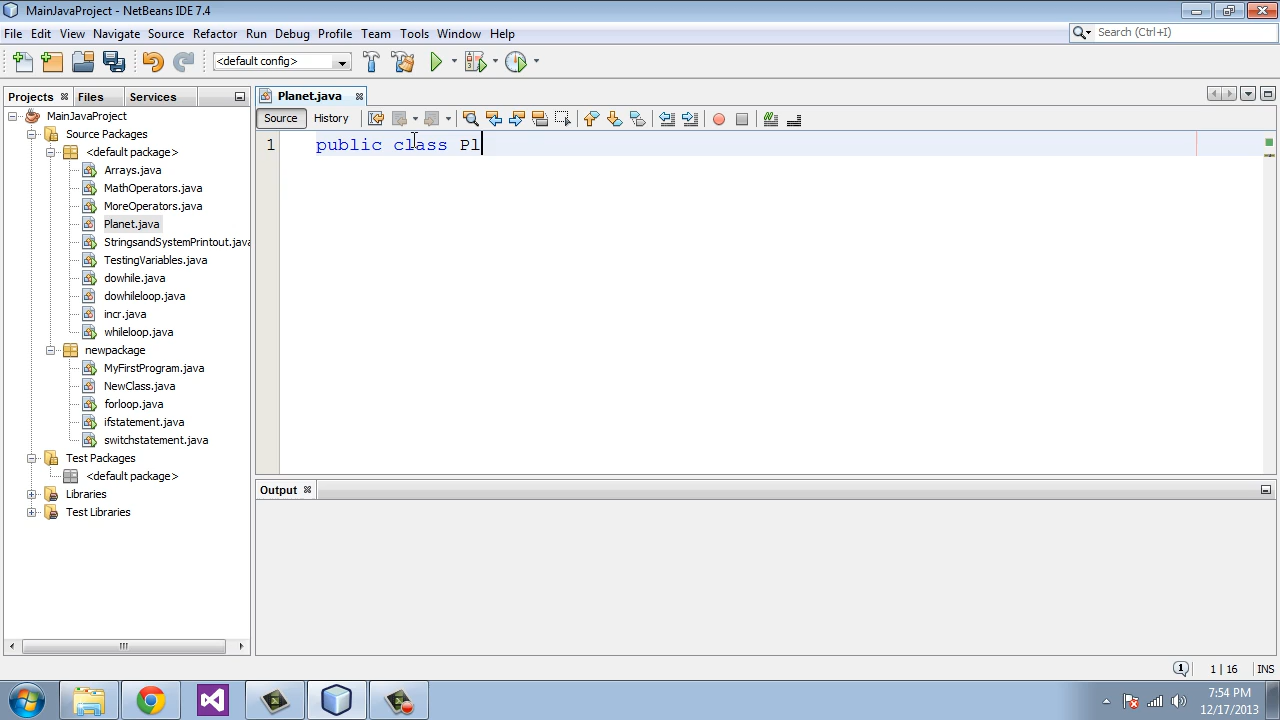 MainJavaProject - NetBeans IDE 7.4
File Edit View Navigate Source Refactor Run Debug Profile Team Tools Window Help
Search (Ctrl+I)
<default config>
Projects Files Services
Planet.java
Source History
MainJavaProject
Source Packages
<default package>
Arrays.java
MathOperators.java
MoreOperators.java
Planet.java
StringsandSystemPrintout.java
TestingVariables.java
dowhile.java
dowhileloop.java
incr.java
whileloop.java
newpackage
MyFirstProgram.java
NewClass.java
forloop.java
ifstatement.java
switchstatement.java
Test Packages
<default package>
Libraries
Test Libraries
1 public class Pl
Output
1 1 | 16 INS
7:54 PM
12/17/2013